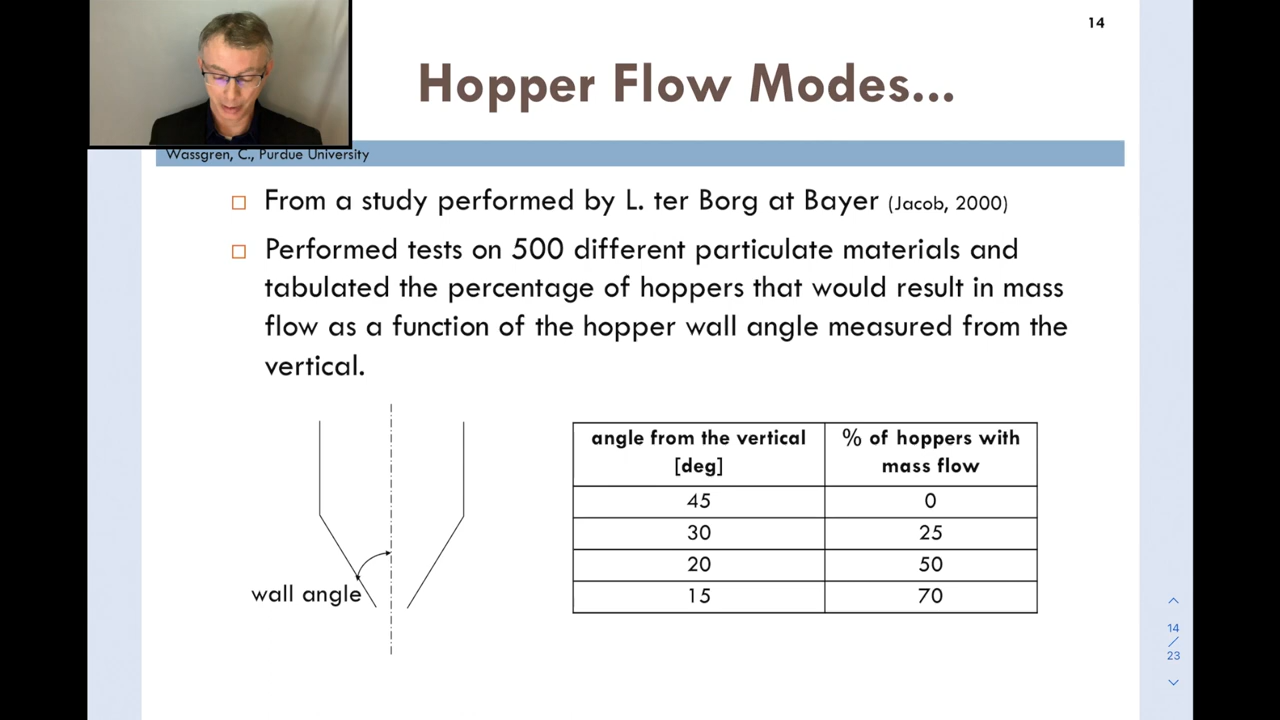 14
Hopper Flow Modes...
Wassgren, C., Purdue University
□ From a study performed by L. ter Borg at Bayer (Jacob, 2000)
□ Performed tests on 500 different particulate materials and
tabulated the percentage of hoppers that would result in mass
flow as a function of the hopper wall angle measured from the
vertical.
wall angle
angle from the vertical
[deg]
% of hoppers with
mass flow
45 0
30 25
20 50
15 70
14
/
23